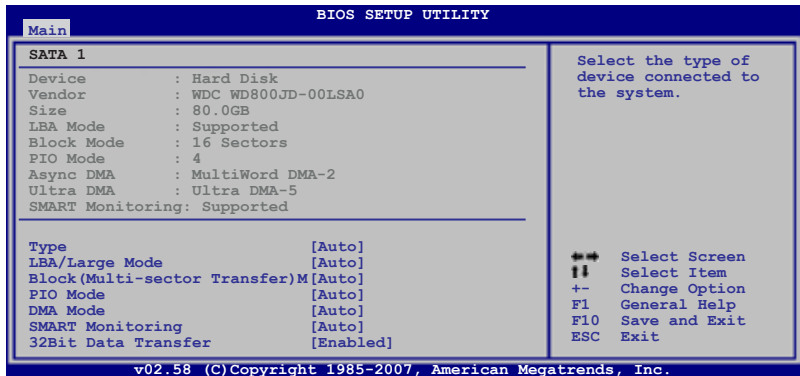 BIOS SETUP UTILITY
Main
SATA 1
Device : Hard Disk
Vendor : WDC WD800JD-00LSA0
Size : 80.0GB
LBA Mode : Supported
Block Mode : 16 Sectors
PIO Mode : 4
Async DMA : MultiWord DMA-2
Ultra DMA : Ultra DMA-5
SMART Monitoring: Supported
Type [Auto]
LBA/Large Mode [Auto]
Block(Multi-sector Transfer)M[Auto]
PIO Mode [Auto]
DMA Mode [Auto]
SMART Monitoring [Auto]
32Bit Data Transfer [Enabled]
Select the type of
device connected to
the system.
Select Screen
Select Item
+- Change Option
F1 General Help
F10 Save and Exit
ESC Exit
v02.58 (C)Copyright 1985-2007, American Megatrends, Inc.